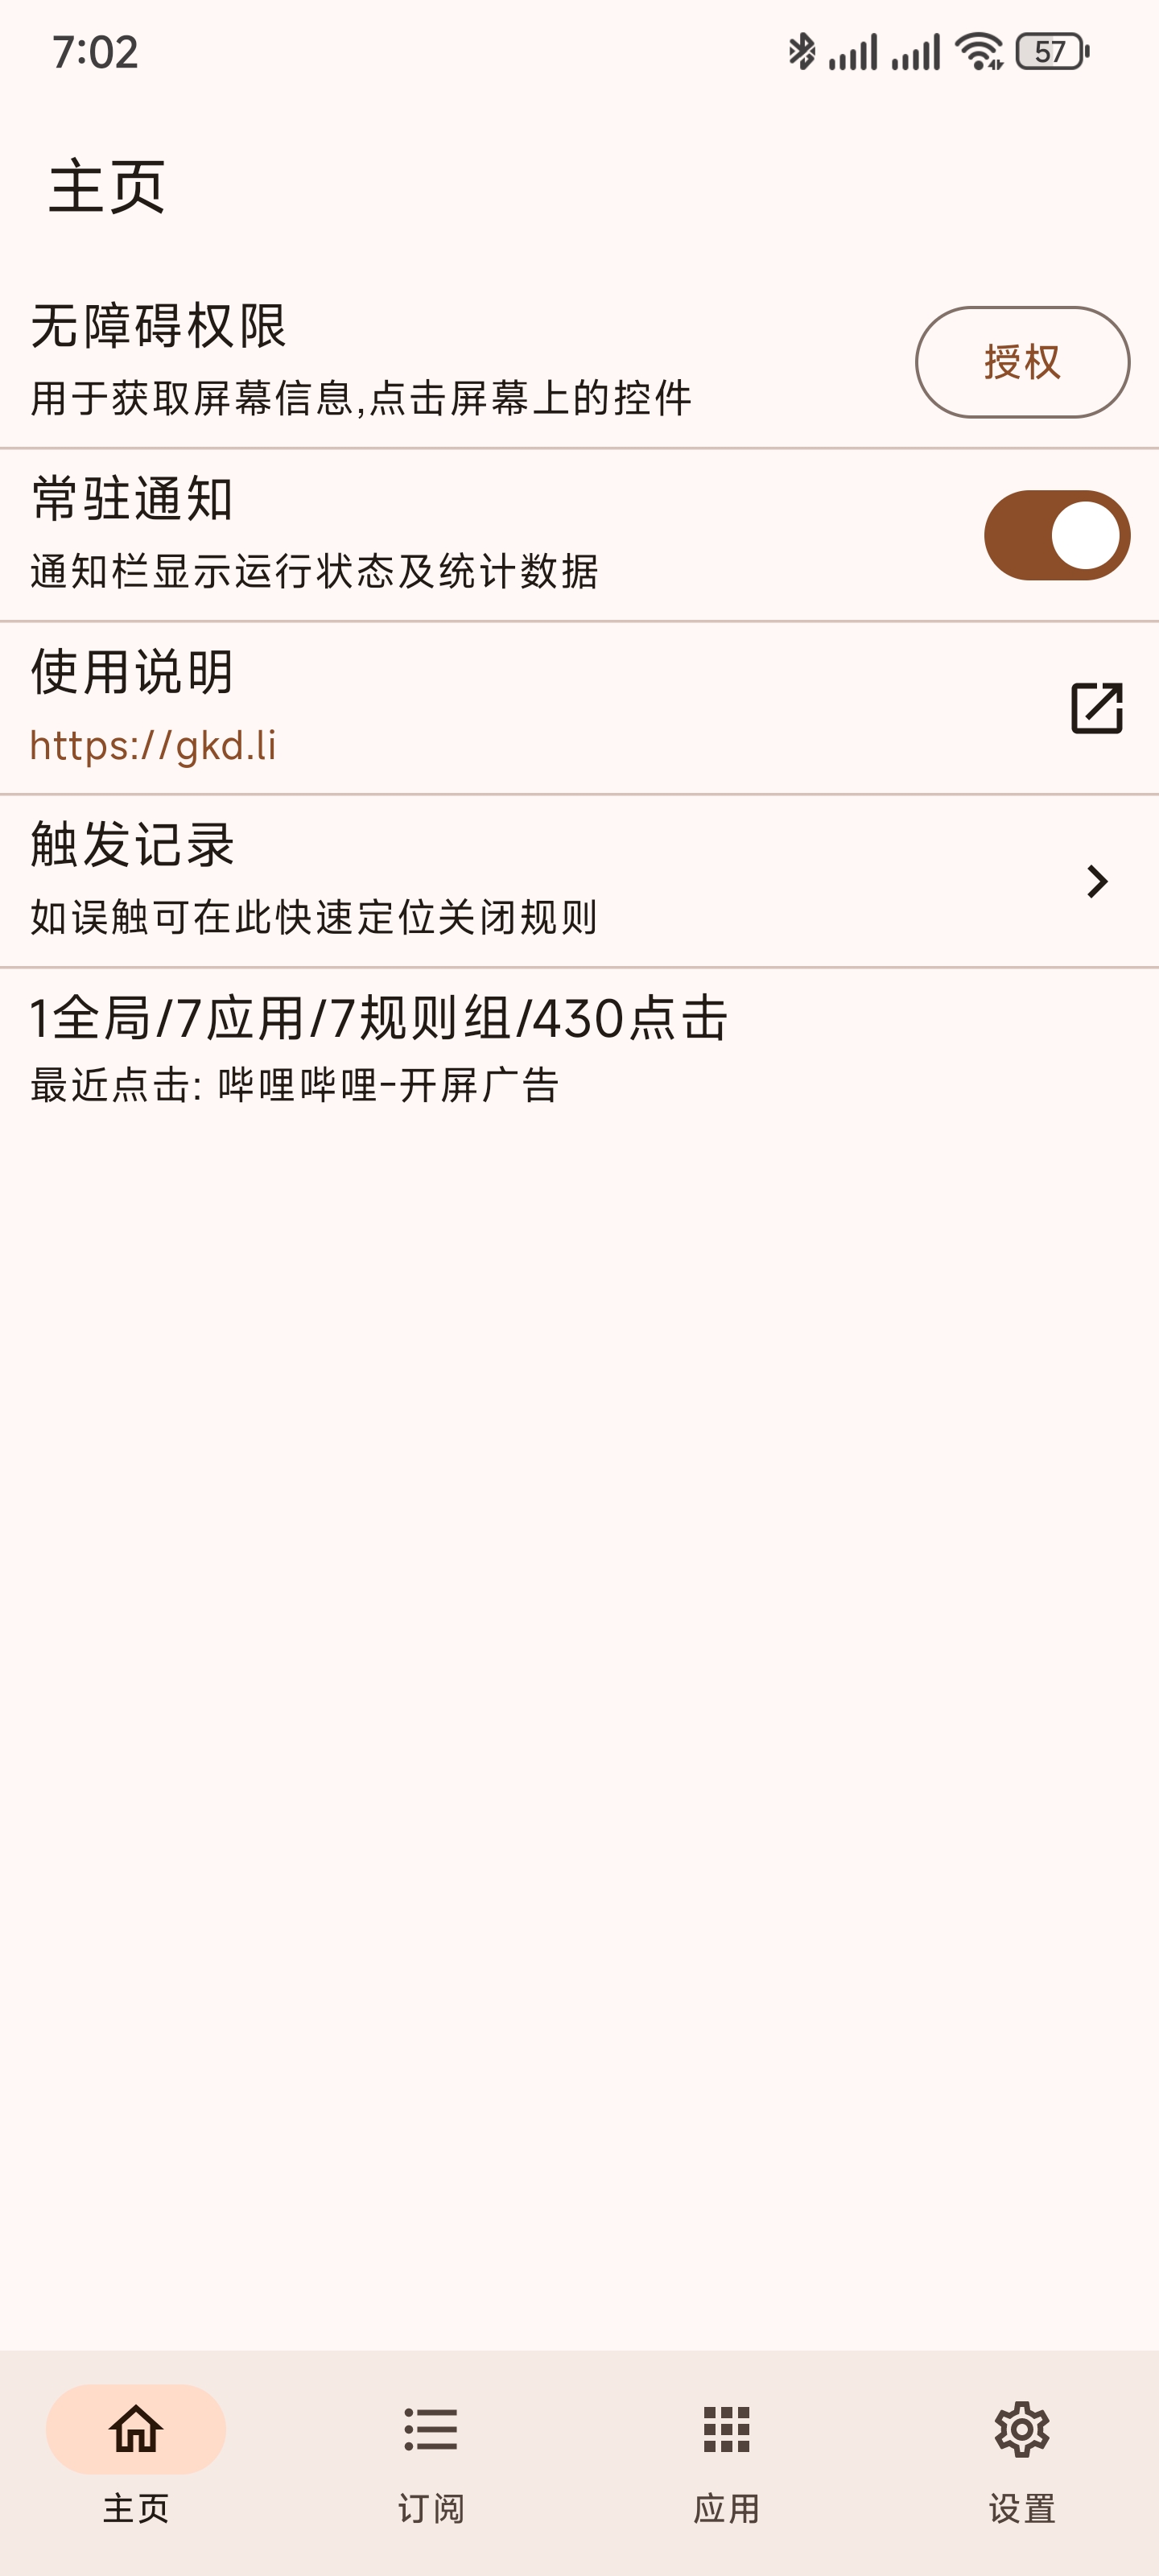 7:02
57
主页
无障碍权限
用于获取屏幕信息,点击屏幕上的控件
授权
常驻通知
通知栏显示运行状态及统计数据
使用说明
https://gkd.li
触发记录
如误触可在此快速定位关闭规则
1全局/7应用/7规则组/430点击
最近点击: 哔哩哔哩-开屏广告
主页
订阅
应用
设置